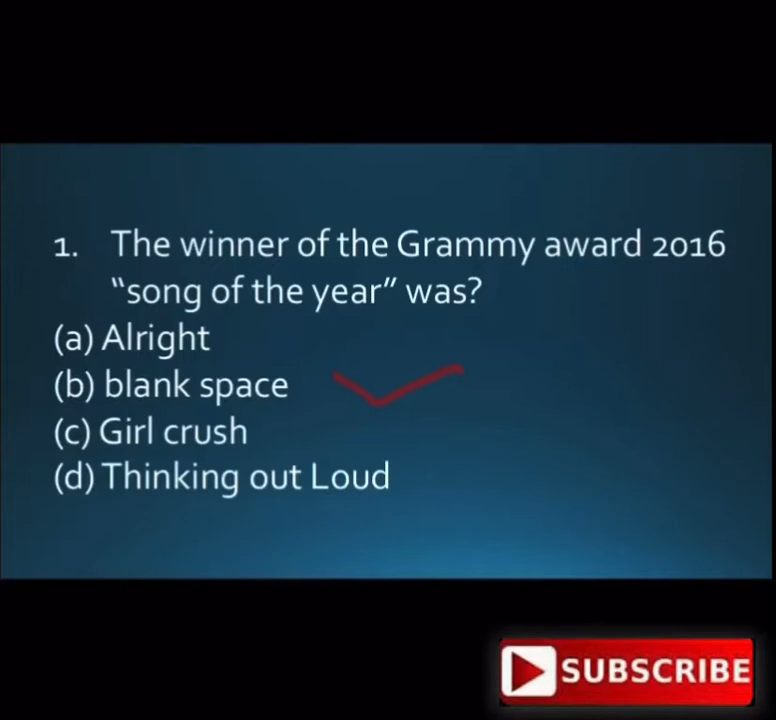 1. The winner of the Grammy award 2016
"song of the year" was?
(a) Alright
(b) blank space
(c) Girl crush
(d) Thinking out Loud
SUBSCRIBE